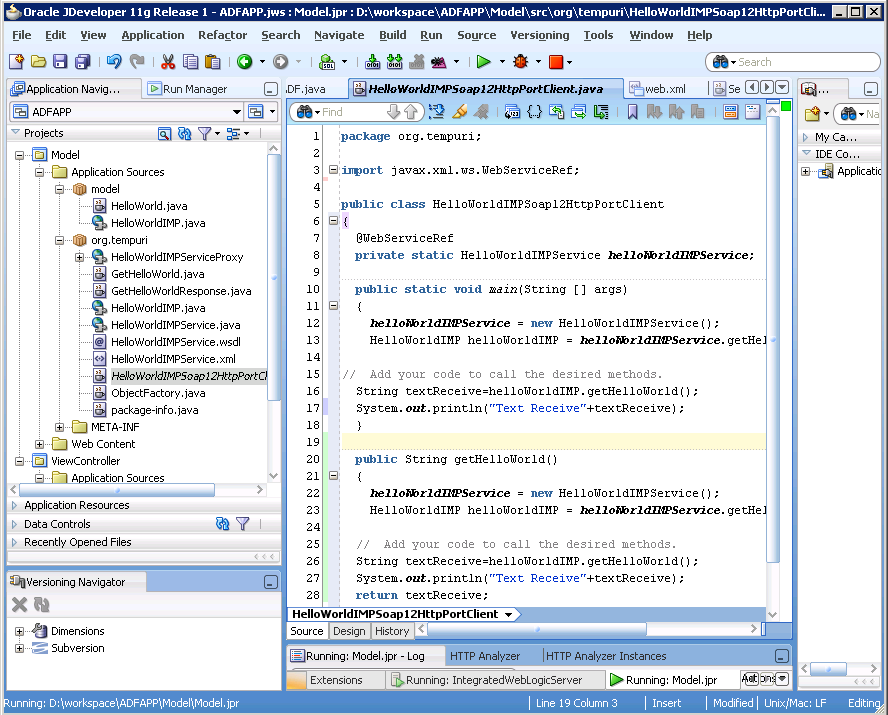 Oracle JDeveloper 11g Release 1 - ADFAPP.jws : Model.jpr : D:\workspace\ADFAPP\Model\src\org\tempuri\HelloWorldIMPSoap12HttpPortCli...
File Edit View Application Refactor Search Navigate Build Run Source Versioning Tools Window Help
Search
Application Navig...
Run Manager
.DF.java
HelloWorldIMPSoap12HttpPortClient.java
web.xml
Se
ADFAPP
Find
Na
Projects
My Ca...
IDE Co...
Applicatio
Model
Application Sources
model
HelloWorld.java
HelloWorldIMP.java
org.tempuri
HelloWorldIMPServiceProxy
GetHelloWorld.java
GetHelloWorldResponse.java
HelloWorldIMP.java
HelloWorldIMPService.java
HelloWorldIMPService.wsdl
HelloWorldIMPService.xml
HelloWorldIMPSoap12HttpPortCl
ObjectFactory.java
package-info.java
META-INF
Web Content
ViewController
Application Sources
Application Resources
Data Controls
Recently Opened Files
Versioning Navigator
Dimensions
Subversion
1 package org.tempuri;
2
3 import javax.xml.ws.WebServiceRef;
4
5 public class HelloWorldIMPSoap12HttpPortClient
6 {
7 @WebServiceRef
8 private static HelloWorldIMPService helloWorldIMPService;
9
10 public static void main(String [] args)
11 {
12 helloWorldIMPService = new HelloWorldIMPService();
13 HelloWorldIMP helloWorldIMP = helloWorldIMPService.getHel
14
15 // Add your code to call the desired methods.
16 String textReceive=helloWorldIMP.getHelloWorld();
17 System.out.println("Text Receive"+textReceive);
18 }
19
20 public String getHelloWorld()
21 {
22 helloWorldIMPService = new HelloWorldIMPService();
23 HelloWorldIMP helloWorldIMP = helloWorldIMPService.getHel
24
25 // Add your code to call the desired methods.
26 String textReceive=helloWorldIMP.getHelloWorld();
27 System.out.println("Text Receive"+textReceive);
28 return textReceive;
HelloWorldIMPSoap12HttpPortClient
Source Design History
Running: Model.jpr - Log
HTTP Analyzer
HTTP Analyzer Instances
Extensions
Running: IntegratedWebLogicServer
Running: Model.jpr
Running: D:\workspace\ADFAPP\Model\Model.jpr
Line 19 Column 3
Insert
Modified
Unix/Mac: LF
Editing